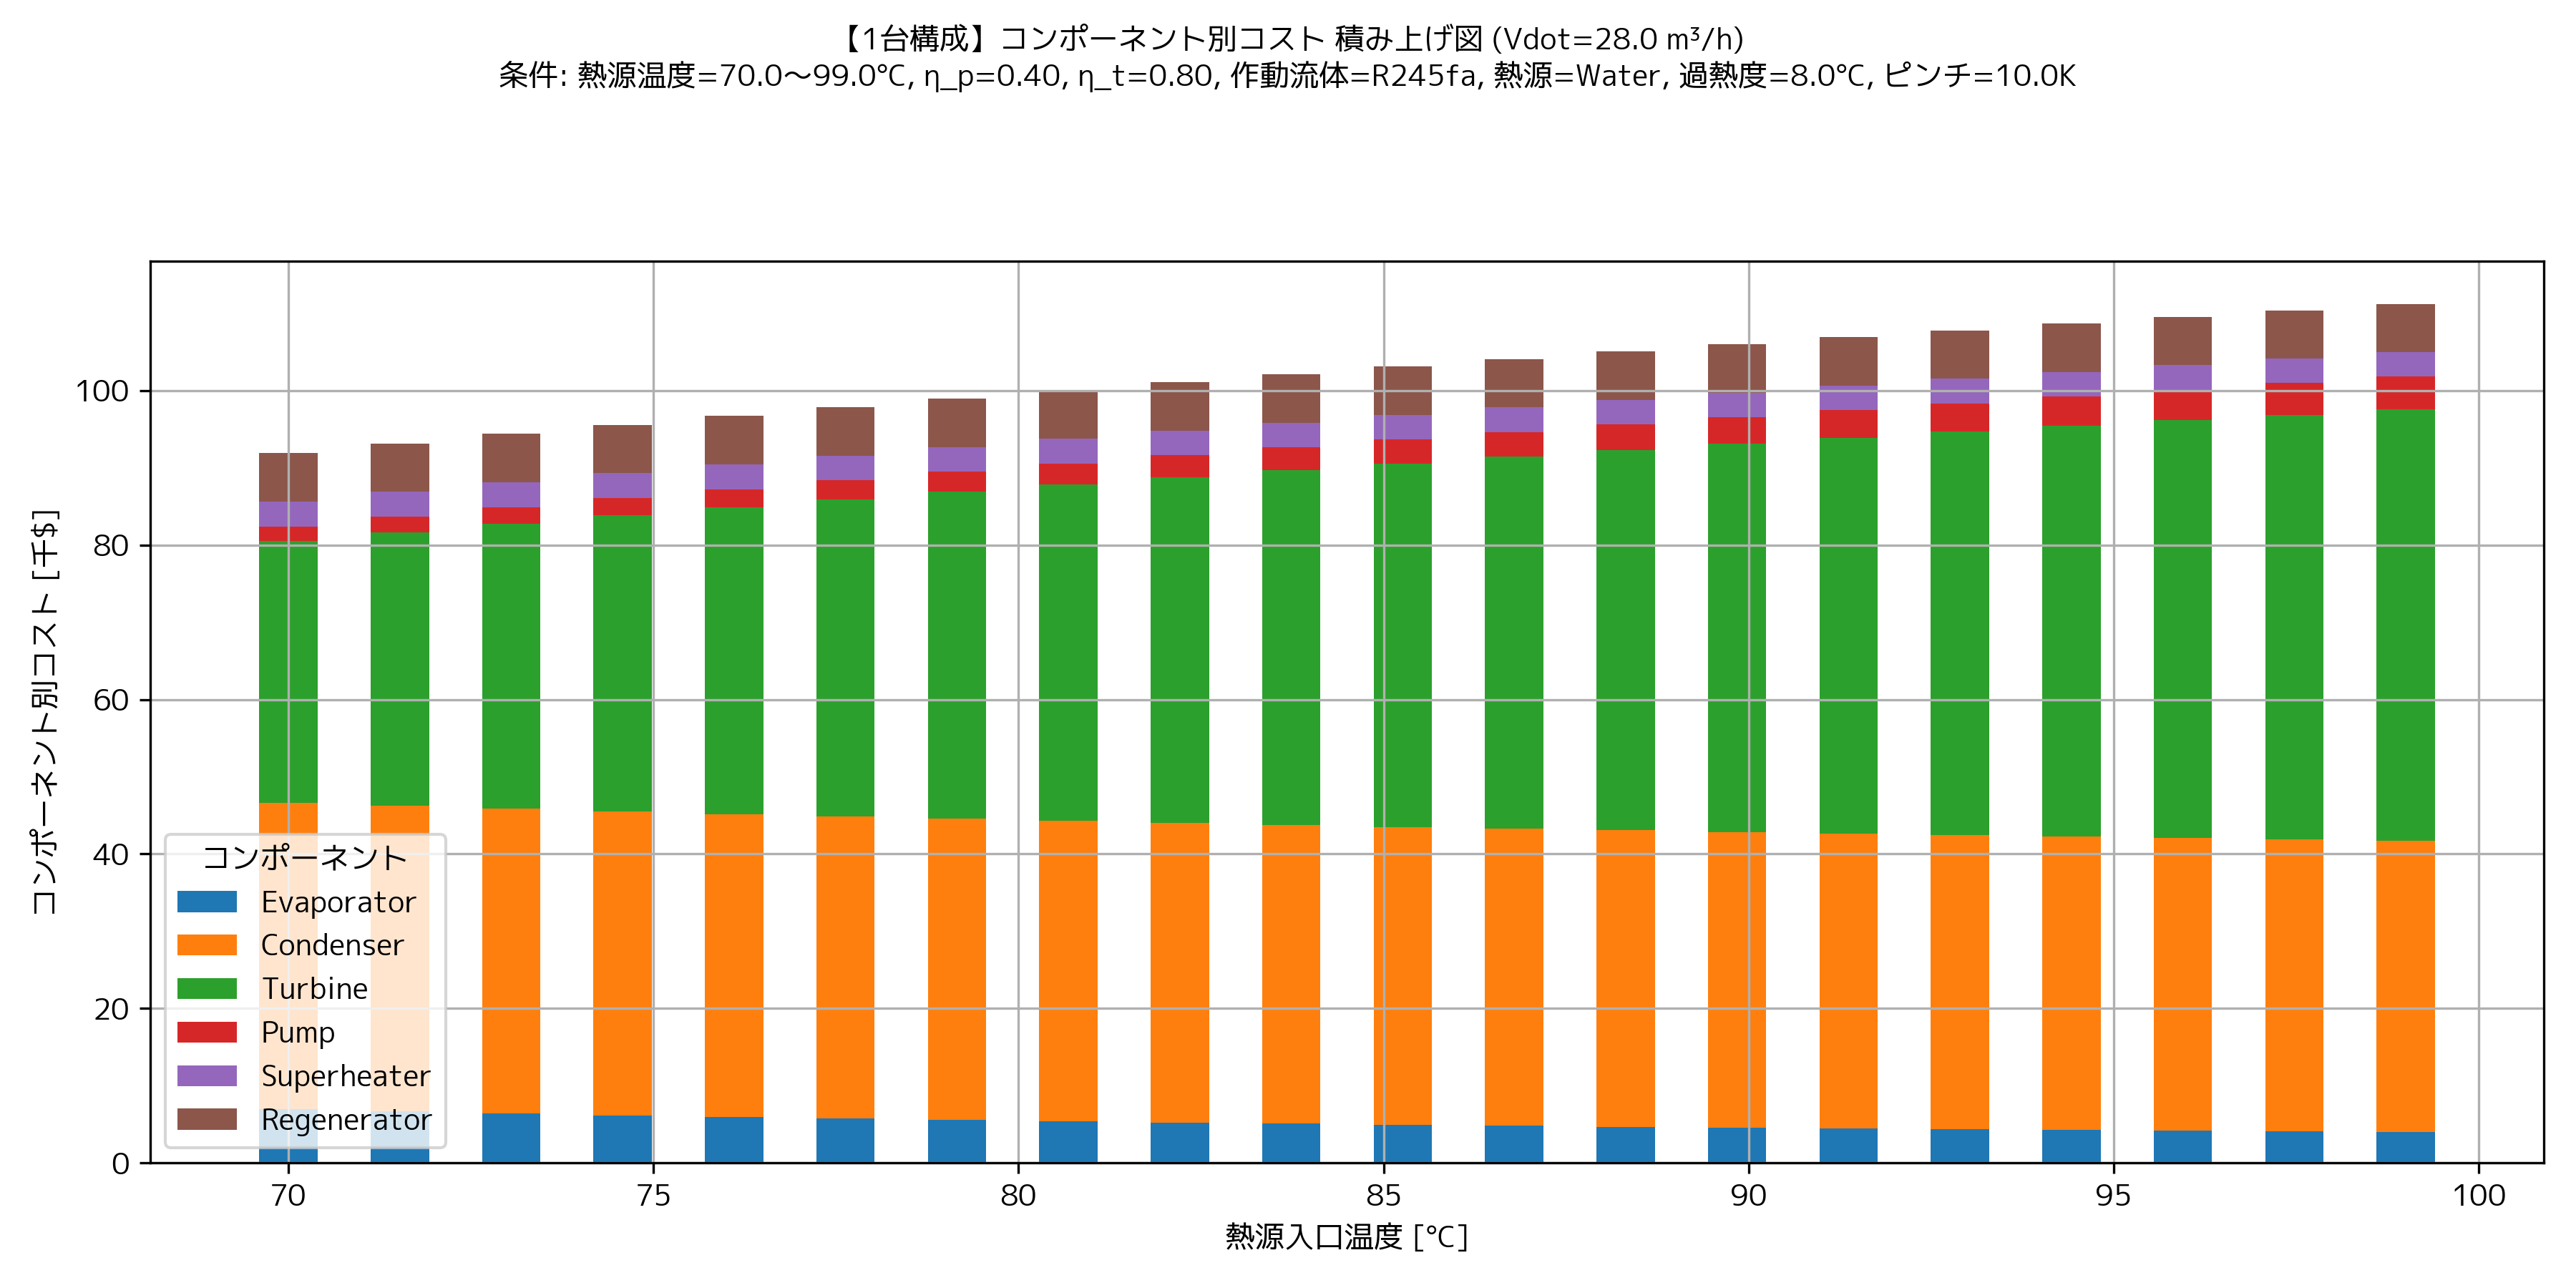 【1台構成】コンポーネント別コスト 積み上げ図 (Vdot=28.0 m³/h)
条件: 熱源温度=70.0～99.0℃, η_p=0.40, η_t=0.80, 作動流体=R245fa, 熱源=Water, 過熱度=8.0℃, ピンチ=10.0K
コンポーネント別コスト [千$]
100
80
60
40
20
0
コンポーネント
Evaporator
Condenser
Turbine
Pump
Superheater
Regenerator
70 75 80 85 90 95 100
熱源入口温度 [℃]